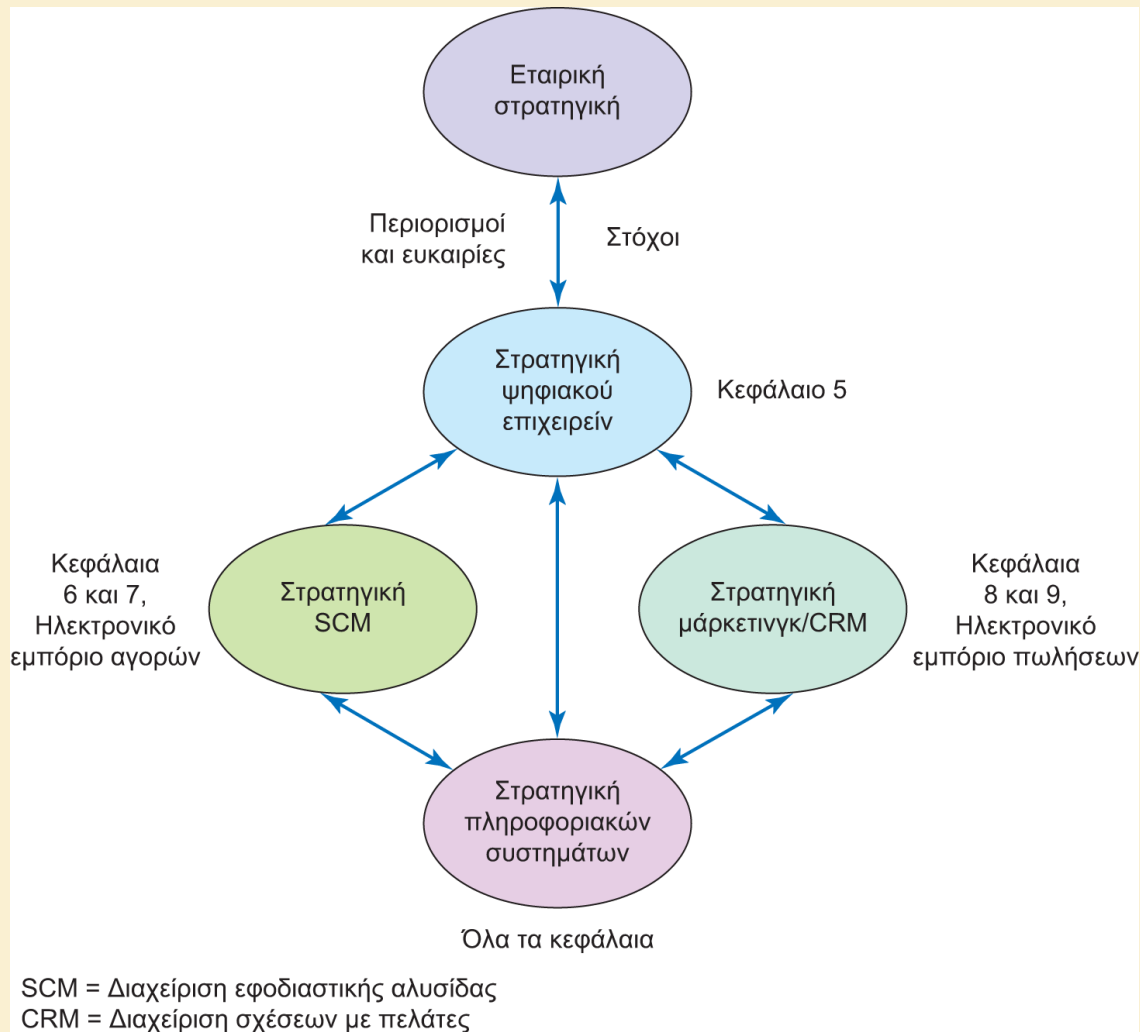 Εταιρική
στρατηγική
Περιορισμοί
και ευκαιρίες
Στόχοι
Στρατηγική
ψηφιακού
επιχειρείν
Κεφάλαιο 5
Κεφάλαια
6 και 7,
Ηλεκτρονικό
εμπόριο αγορών
Στρατηγική
SCM
Στρατηγική
μάρκετινγκ/CRM
Κεφάλαια
8 και 9,
Ηλεκτρονικό
εμπόριο πωλήσεων
Στρατηγική
πληροφοριακών
συστημάτων
Όλα τα κεφάλαια
SCM = Διαχείριση εφοδιαστικής αλυσίδας
CRM = Διαχείριση σχέσεων με πελάτες